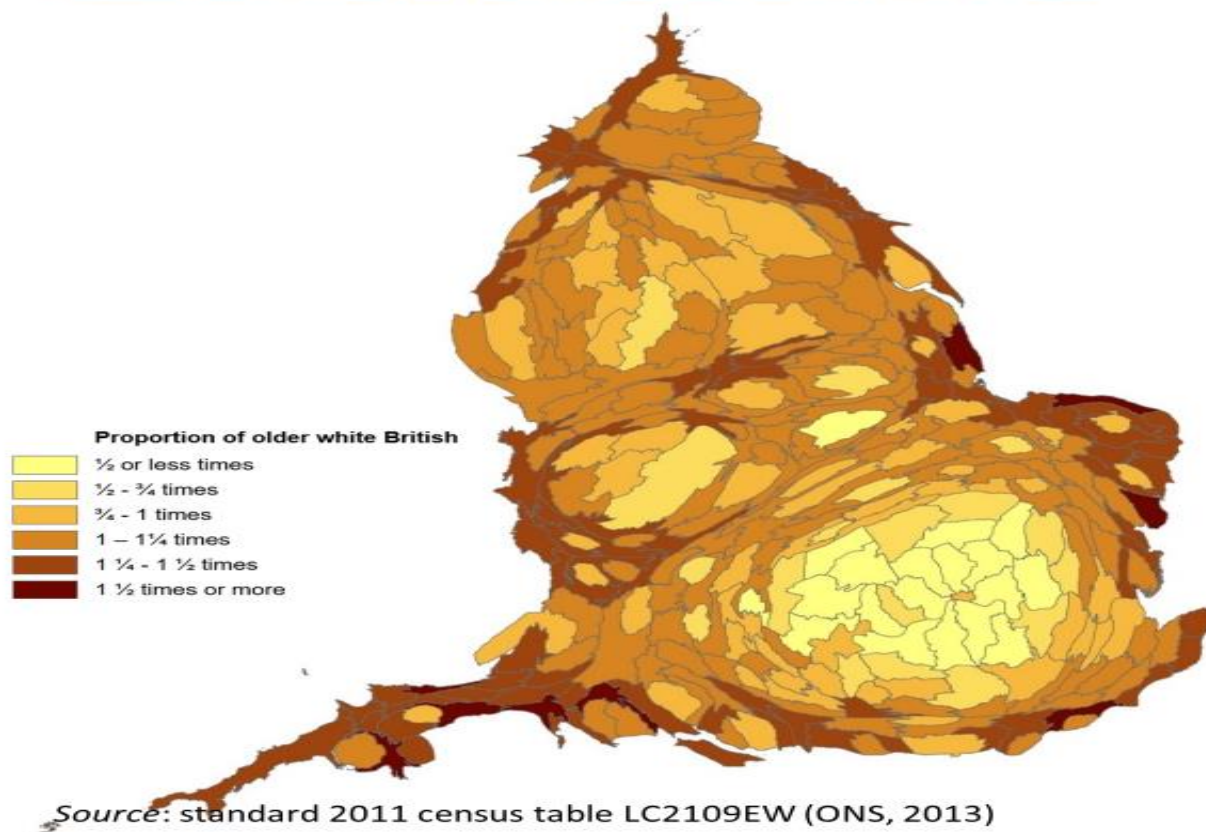 Proportion of older white British
½ or less times
½ - ¾ times
¾ - 1 times
1 – 1¼ times
1 ¼ - 1 ½ times
1 ½ times or more
Source: standard 2011 census table LC2109EW (ONS, 2013)